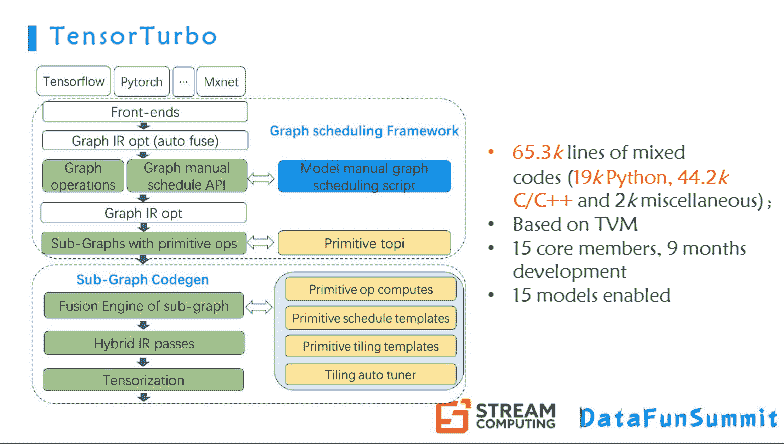 TensorTurbo
Tensorflow
Pytorch
...
Mxnet
Front-ends
Graph IR opt (auto fuse)
Graph scheduling Framework
Graph
operations
Graph manual
schedule API
Model manual graph
scheduling script
Graph IR opt
Sub-Graphs with primitive ops
Primitive topi
Sub-Graph Codegen
Fusion Engine of sub-graph
Hybrid IR passes
Tensorization
Primitive op computes
Primitive schedule templates
Primitive tiling templates
Tiling auto tuner
• 65.3k lines of mixed
codes (19k Python, 44.2k
C/C++ and 2k miscellaneous) ;
• Based on TVM
• 15 core members, 9 months
development
• 15 models enabled
STREAM
COMPUTING
DataFunSummit